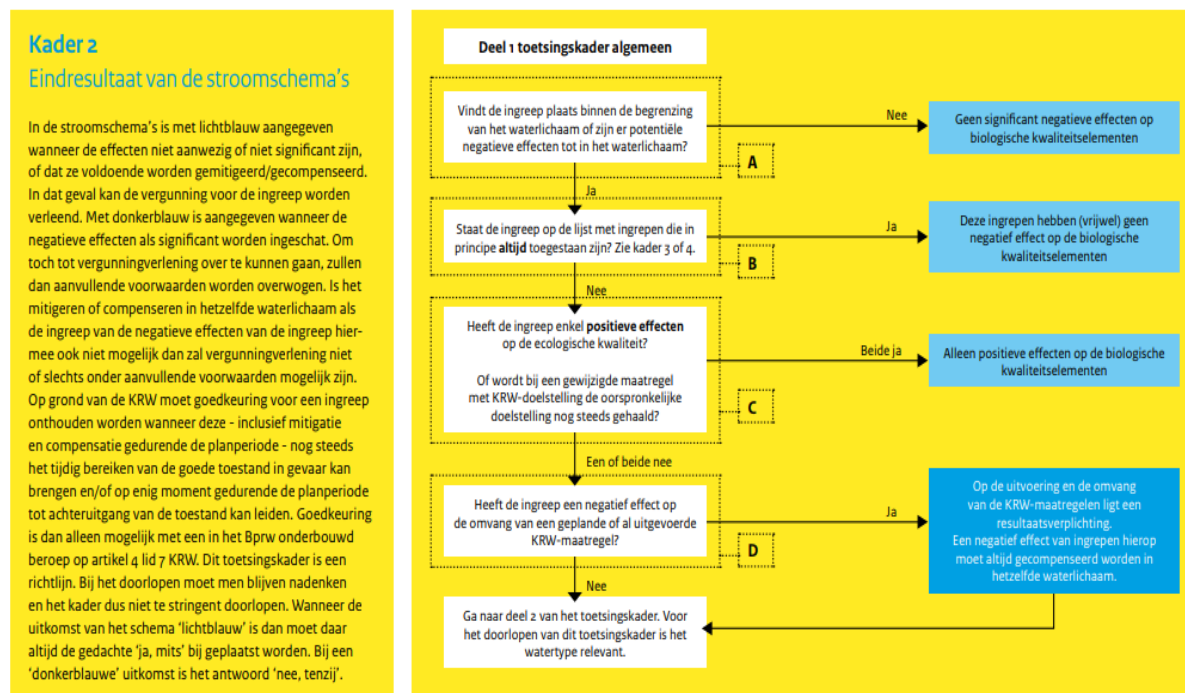 Kader 2
Eindresultaat van de stroomschema's
In de stroomschema's is met lichtblauw aangegeven
wanneer de effecten niet aanwezig of niet significant zijn,
of dat ze voldoende worden gemitigeerd/gecompenseerd.
In dat geval kan de vergunning voor de ingreep worden
verleend. Met donkerblauw is aangegeven wanneer de
negatieve effecten als significant worden ingeschat. Om
toch tot vergunningverlening over te kunnen gaan, zullen
dan aanvullende voorwaarden worden overwogen. Is het
mitigeren of compenseren in hetzelfde waterlichaam als
de ingreep van de negatieve effecten van de ingreep hier-
mee ook niet mogelijk dan zal vergunningverlening niet
of slechts onder aanvullende voorwaarden mogelijk zijn.
Op grond van de KRW moet goedkeuring voor een ingreep
onthouden worden wanneer deze - inclusief mitigatie
en compensatie gedurende de planperiode - nog steeds
het tijdig bereiken van de goede toestand in gevaar kan
brengen en/of op enig moment gedurende de planperiode
tot achteruitgang van de toestand kan leiden. Goedkeuring
is dan alleen mogelijk met een in het Bprw onderbouwd
beroep op artikel 4 lid 7 KRW. Dit toetsingskader is een
richtlijn. Bij het doorlopen moet men blijven nadenken
en het kader dus niet te stringent doorlopen. Wanneer de
uitkomst van het schema 'lichtblauw' is dan moet daar
altijd de gedachte 'ja, mits' bij geplaatst worden. Bij een
'donkerblauwe' uitkomst is het antwoord 'nee, tenzij'.
Deel 1 toetsingskader algemeen
Vindt de ingreep plaats binnen de begrenzing
van het waterlichaam of zijn er potentiële
negatieve effecten tot in het waterlichaam?
A
Nee
Geen significant negatieve effecten op
biologische kwaliteitselementen
Ja
Staat de ingreep op de lijst met ingrepen die in
principe altijd toegestaan zijn? Zie kader 3 of 4.
B
Ja
Deze ingrepen hebben (vrijwel) geen
negatief effect op de biologische
kwaliteitselementen
Nee
Heeft de ingreep enkel positieve effecten
op de ecologische kwaliteit?
Of wordt bij een gewijzigde maatregel
met KRW-doelstelling de oorspronkelijke
doelstelling nog steeds gehaald?
C
Beide ja
Alleen positieve effecten op de biologische
kwaliteitselementen
Een of beide nee
Heeft de ingreep een negatief effect op
de omvang van een geplande of al uitgevoerde
KRW-maatregel?
D
Ja
Op de uitvoering en de omvang
van de KRW-maatregelen ligt een
resultaatsverplichting.
Een negatief effect van ingrepen hierop
moet altijd gecompenseerd worden in
hetzelfde waterlichaam.
Nee
Ga naar deel 2 van het toetsingskader. Voor
het doorlopen van dit toetsingskader is het
watertype relevant.